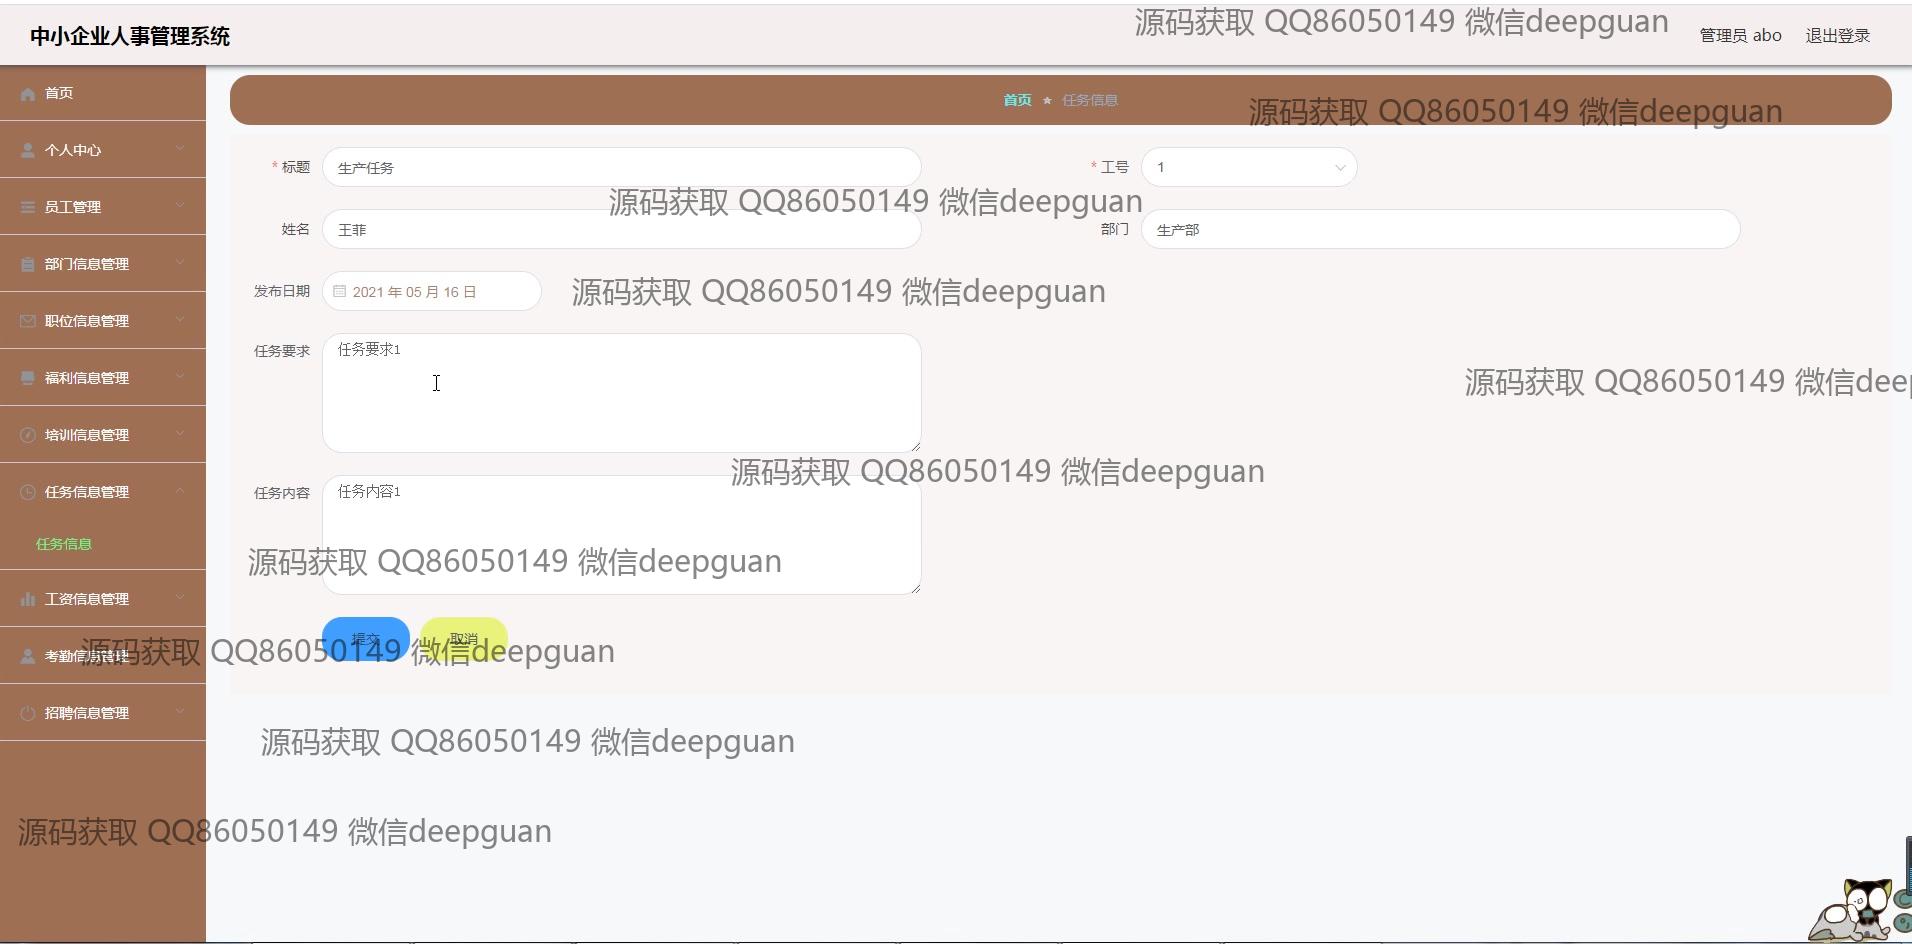 中小企业人事管理系统
源码获取 QQ86050149 微信deepguan
管理员 abo
退出登录
首页
个人中心
员工管理
部门信息管理
职位信息管理
福利信息管理
培训信息管理
任务信息管理
任务信息
工资信息管理
考勤信息管理
招聘信息管理
首页 ★ 任务信息
源码获取 QQ86050149 微信deepguan
* 标题 生产任务
* 工号 1
源码获取 QQ86050149 微信deepguan
姓名 王菲
部门 生产部
发布日期 2021 年 05 月 16 日
源码获取 QQ86050149 微信deepguan
任务要求 任务要求1
源码获取 QQ86050149 微信deep
源码获取 QQ86050149 微信deepguan
任务内容 任务内容1
源码获取 QQ86050149 微信deepguan
提交 取消
源码获取 QQ86050149 微信deepguan
源码获取 QQ86050149 微信deepguan
源码获取 QQ86050149 微信deepguan